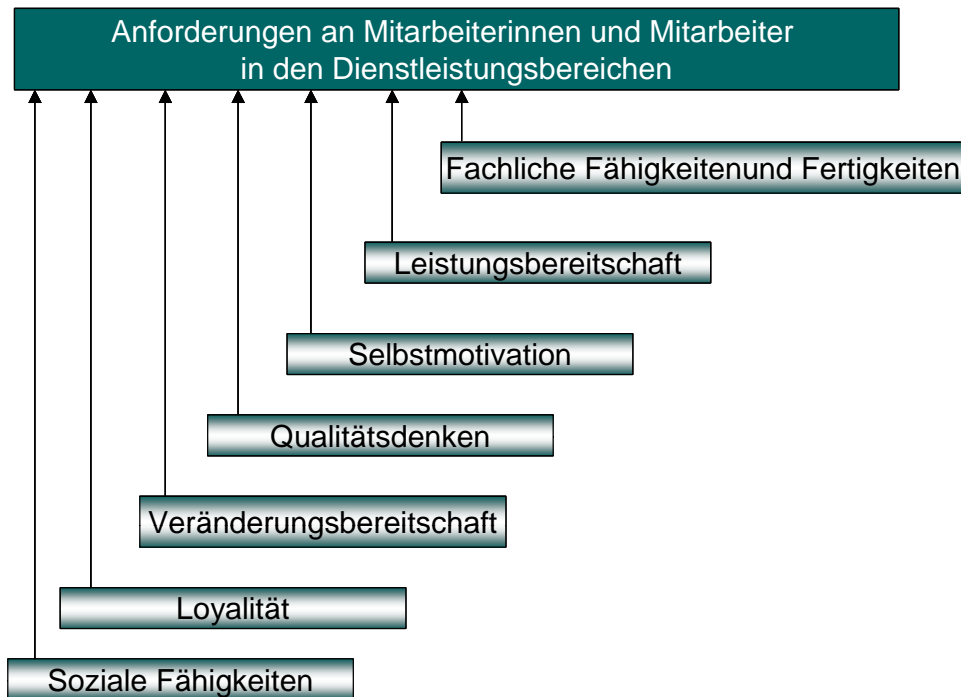 Anforderungen an Mitarbeiterinnen und Mitarbeiter
in den Dienstleistungsbereichen
Fachliche Fähigkeitenund Fertigkeiten
Leistungsbereitschaft
Selbstmotivation
Qualitätsdenken
Veränderungsbereitschaft
Loyalität
Soziale Fähigkeiten